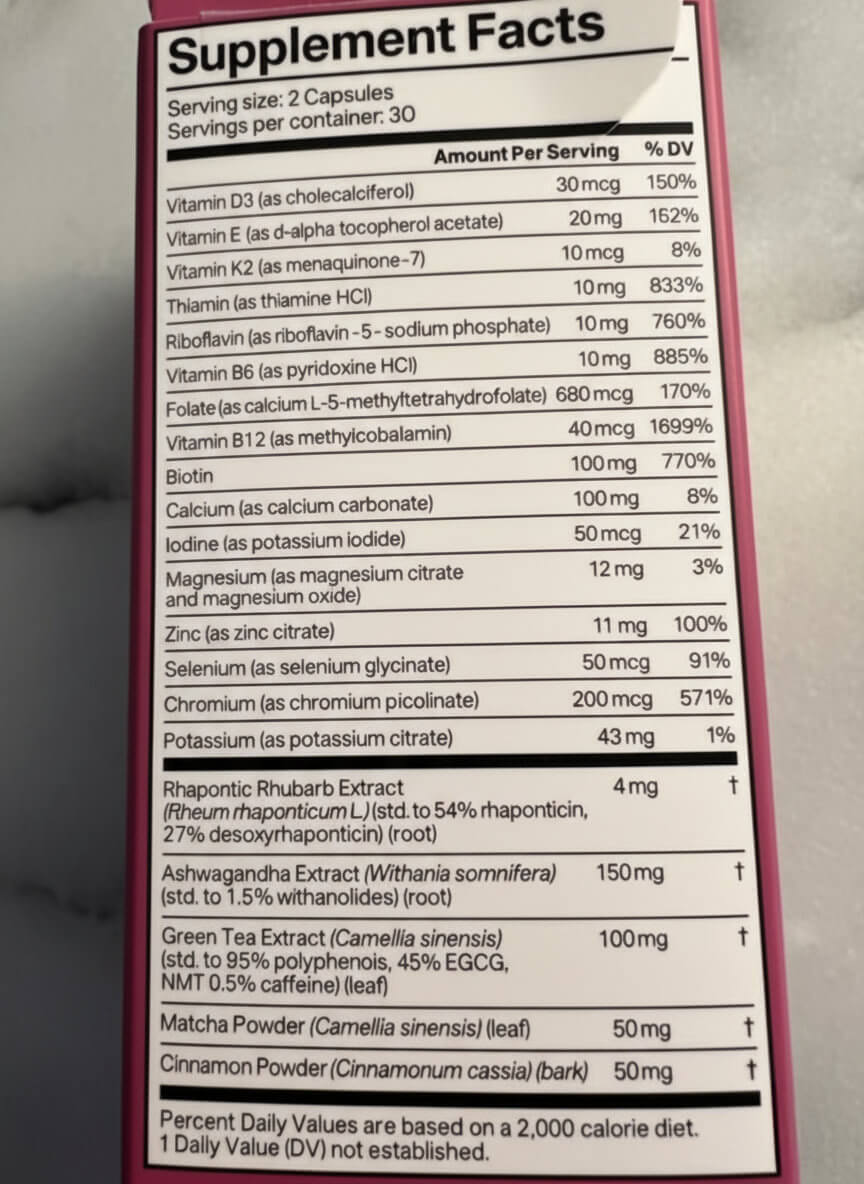 Supplement Facts
Serving size: 2 Capsules
Servings per container: 30
Amount Per Serving % DV
Vitamin D3 (as cholecalciferol) 30 mcg 150%
Vitamin E (as d-alpha tocopherol acetate) 20 mg 162%
Vitamin K2 (as menaquinone-7) 10 mcg 8%
Thlamin (as thiamine HCl) 10 mg 833%
Riboflavin (as riboflavin-5-sodium phosphate) 10 mg 760%
Vitamin B6 (as pyridoxine HCl) 10 mg 885%
Folate (as calcium L-5-methyltetrahydrofolate) 680 mcg 170%
Vitamin B12 (as methylcobalamin) 40 mcg 1699%
Biotin 100 mg 770%
Calcium (as calcium carbonate) 100 mg 8%
Iodine (as potassium iodide) 50 mcg 21%
Magnesium (as magnesium citrate 12 mg 3%
and magnesium oxide)
Zinc (as zinc citrate) 11 mg 100%
Selenium (as selenium glycinate) 50 mcg 91%
Chromium (as chromium picolinate) 200 mcg 571%
Potassium (as potassium citrate) 43 mg 1%
Rhapontic Rhubarb Extract 4 mg †
(Rheum rhaponticum L) (std. to 54% rhaponticin,
27% desoxyrhaponticin) (root)
Ashwagandha Extract (Withania somnifera) 150 mg †
(std. to 1.5% withanolides) (root)
Green Tea Extract (Camellia sinensis) 100 mg †
(std. to 95% polyphenois, 45% EGCG,
NMT 0.5% caffeine) (leaf)
Matcha Powder (Camellia sinensis) (leaf) 50 mg †
Cinnamon Powder (Cinnamonum cassia) (bark) 50 mg †
Percent Daily Values are based on a 2,000 calorie diet.
1 Dally Value (DV) not established.